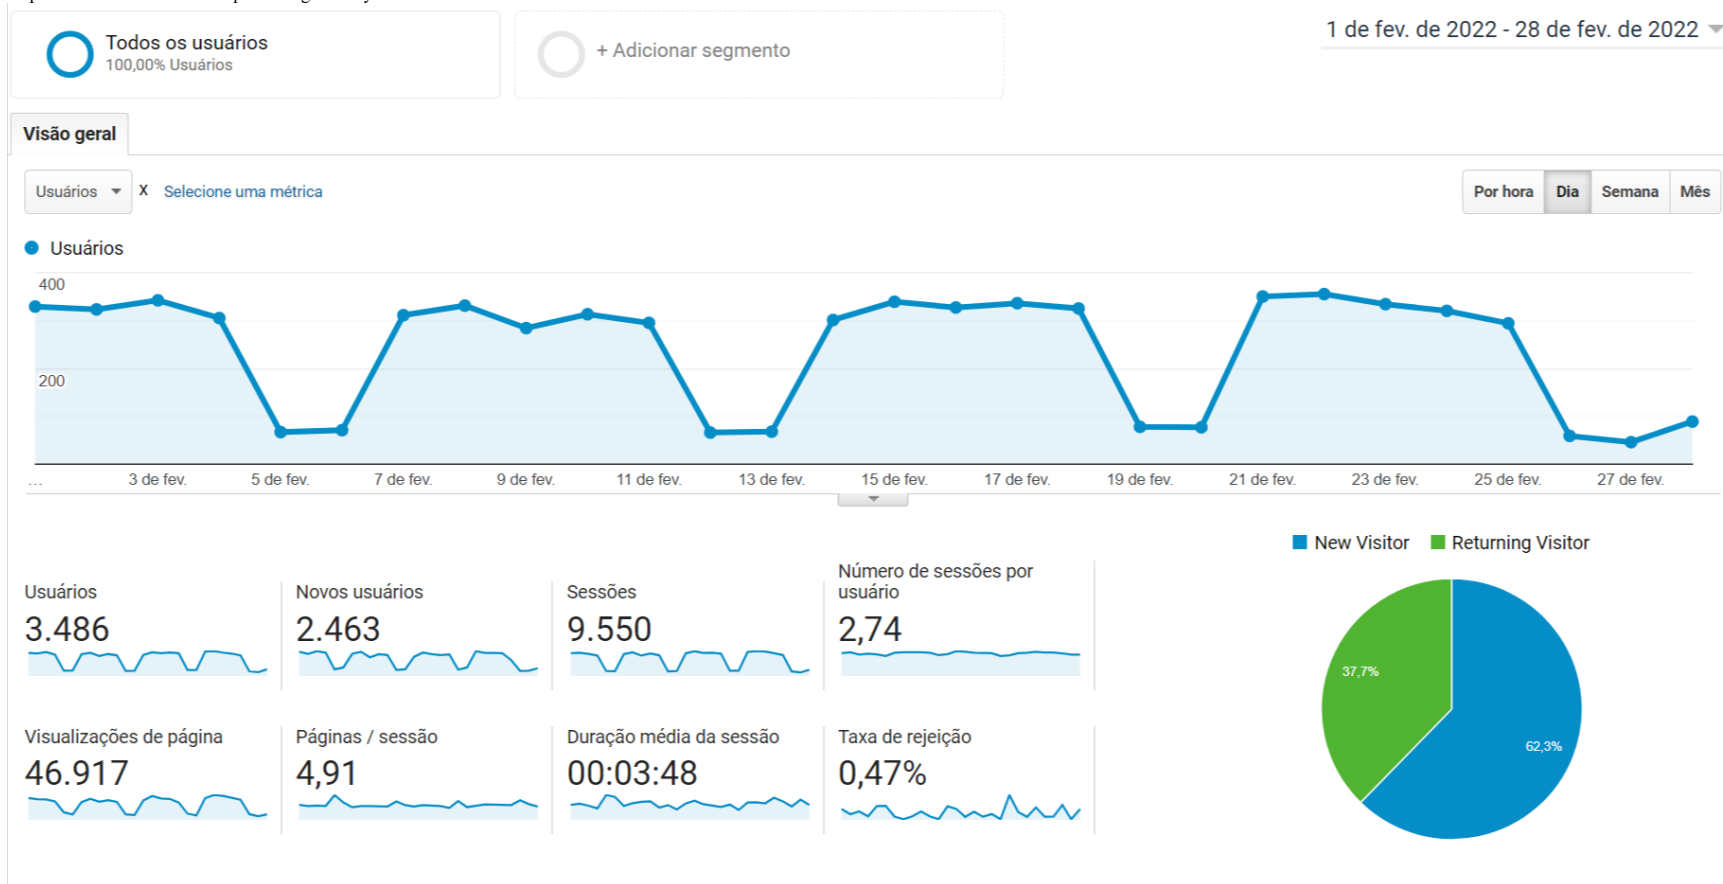 Todos os usuários
100,00% Usuários
+ Adicionar segmento
1 de fev. de 2022 - 28 de fev. de 2022
Visão geral
Usuários
X
Selecione uma métrica
Por hora
Dia
Semana
Mês
Usuários
400
200
...
3 de fev.
5 de fev.
7 de fev.
9 de fev.
11 de fev.
13 de fev.
15 de fev.
17 de fev.
19 de fev.
21 de fev.
23 de fev.
25 de fev.
27 de fev.
New Visitor
Returning Visitor
Usuários
3.486
Novos usuários
2.463
Sessões
9.550
Número de sessões por
usuário
2,74
Visualizações de página
46.917
Páginas / sessão
4,91
Duração média da sessão
00:03:48
Taxa de rejeição
0,47%
37,7%
62,3%